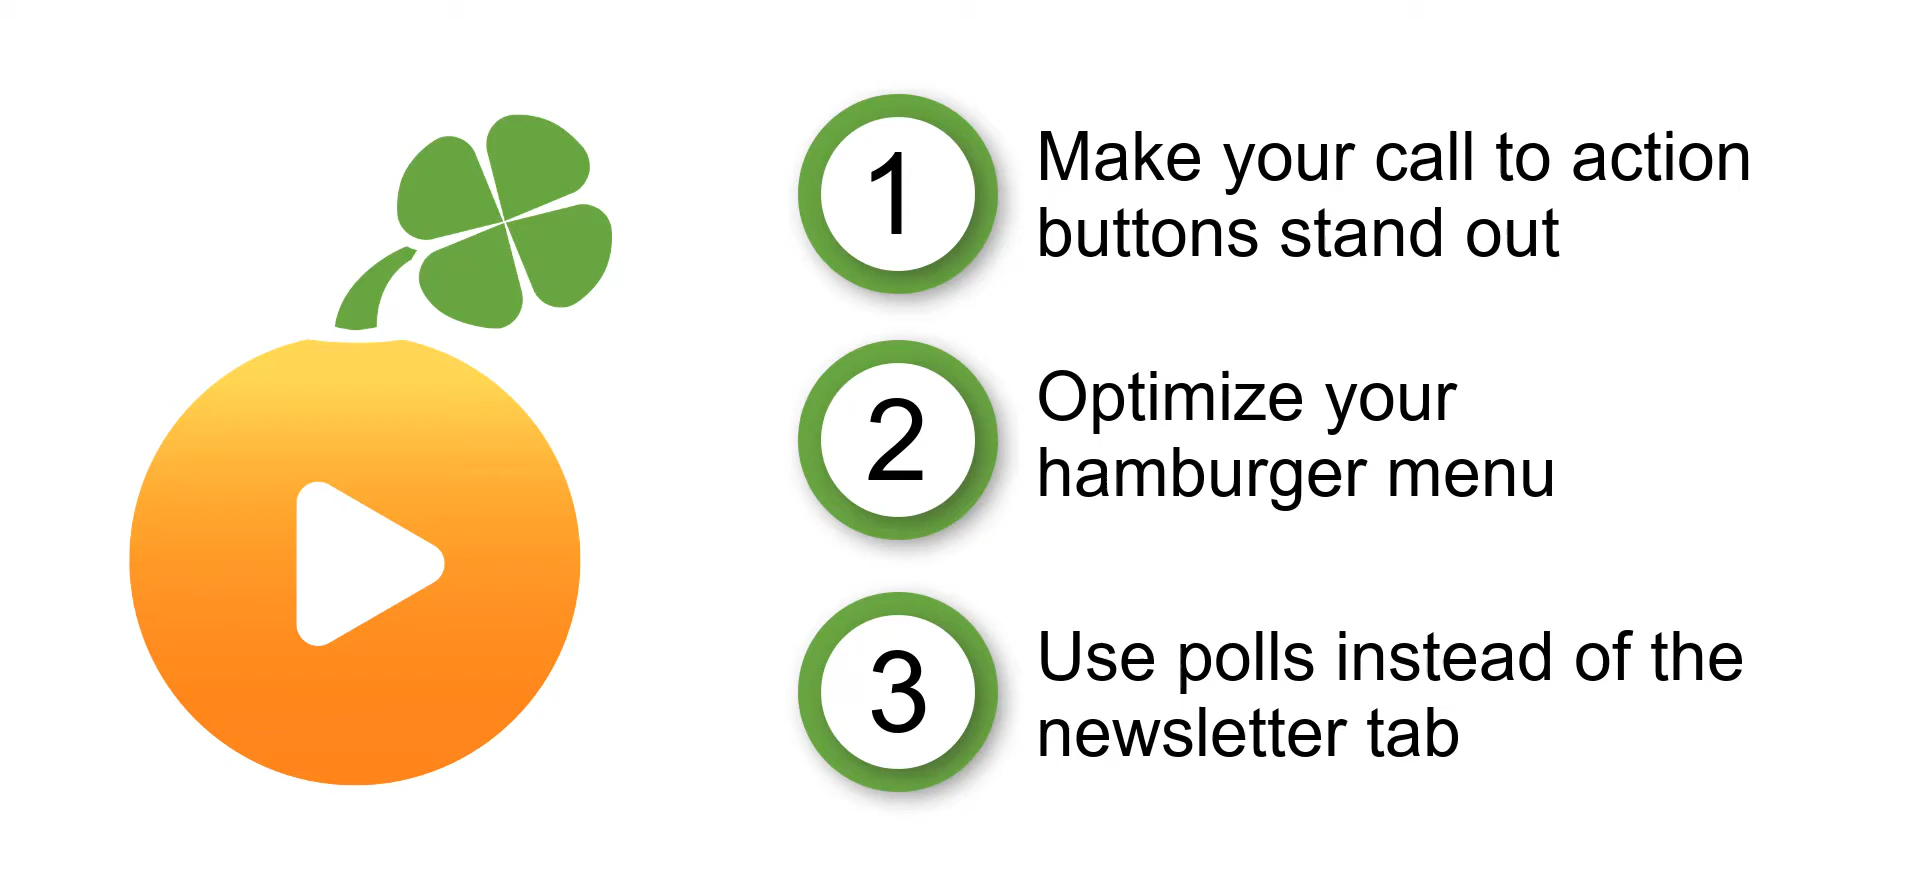 1
Make your call to action
buttons stand out
2
Optimize your
hamburger menu
3
Use polls instead of the
newsletter tab